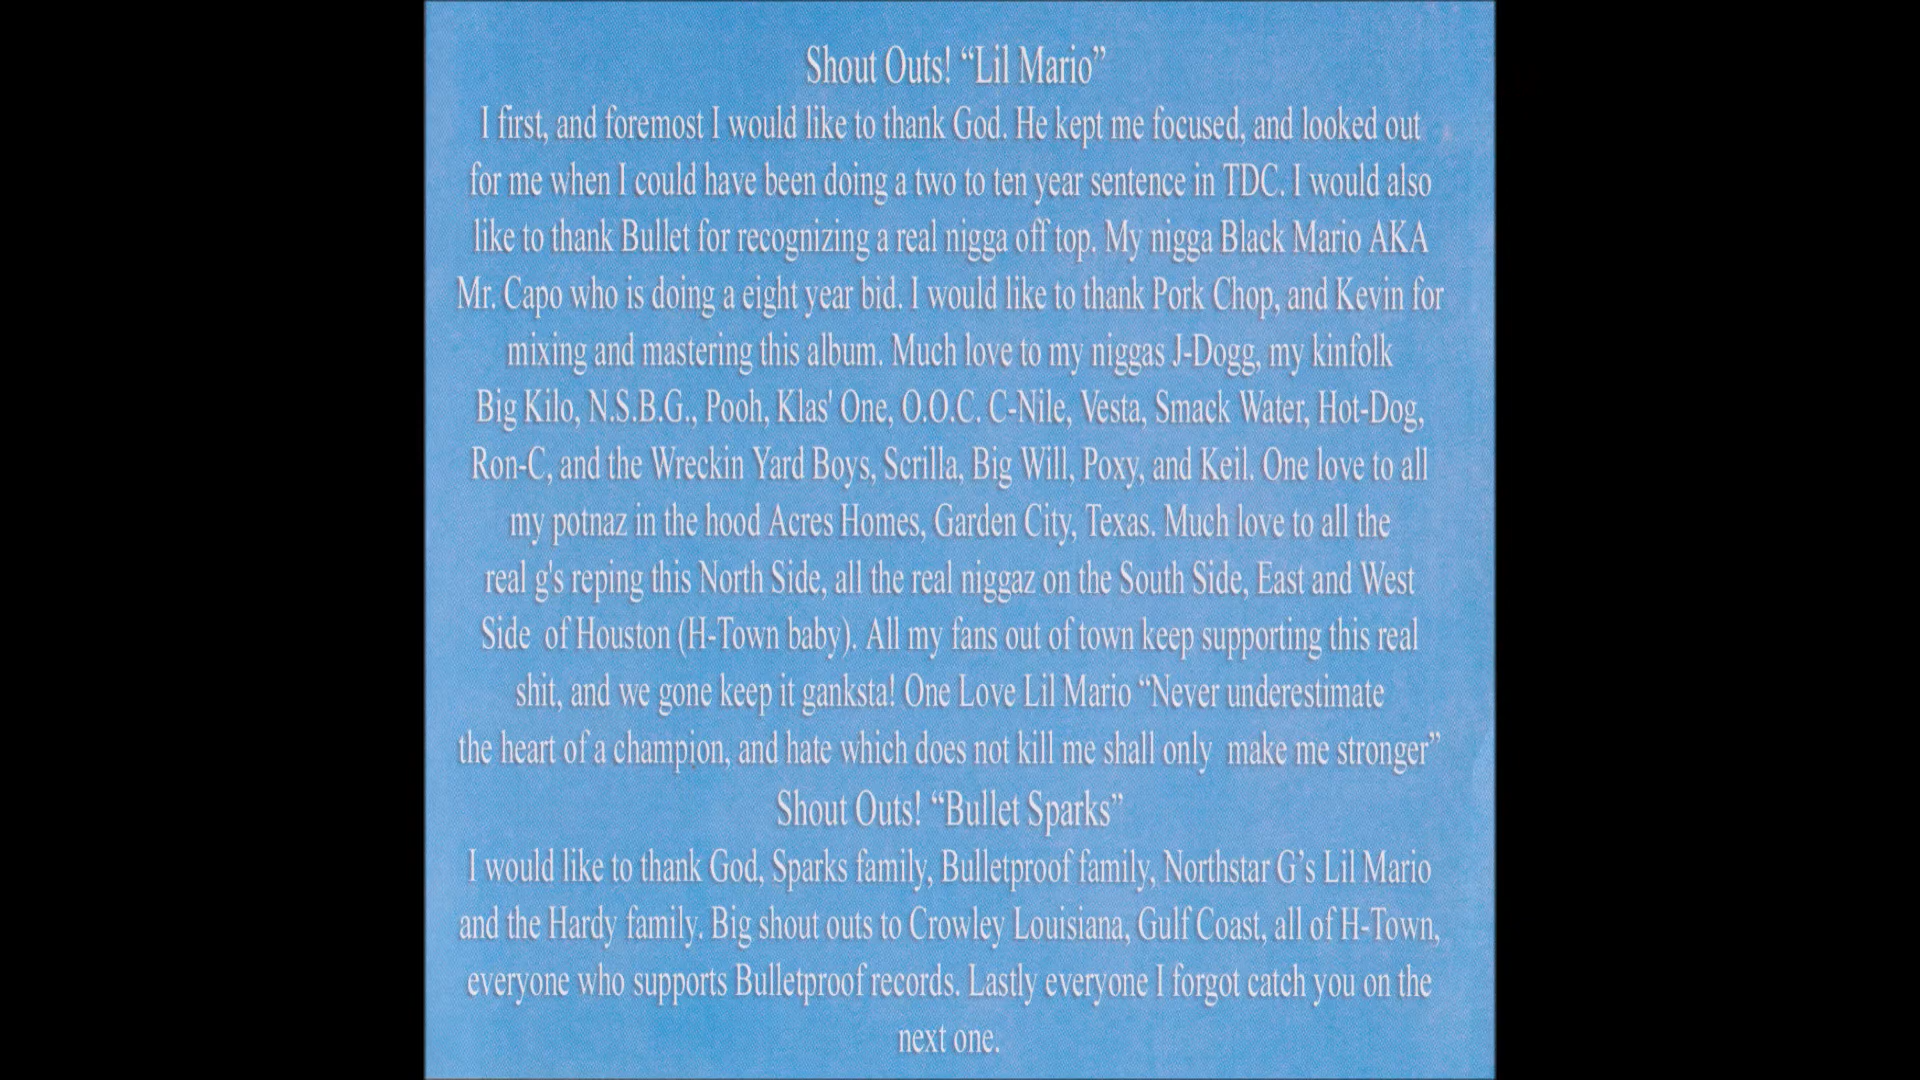 Shout Outs! “Lil Mario”
I first, and foremost I would like to thank God. He kept me focused, and looked out
for me when I could have been doing a two to ten year sentence in TDC. I would also
like to thank Bullet for recognizing a real nigga off top. My nigga Black Mario AKA
Mr. Capo who is doing a eight year bid. I would like to thank Pork Chop, and Kevin for
mixing and mastering this album. Much love to my niggas J-Dogg, my kinfolk
Big Kilo, N.S.B.G., Pooh, Klas' One, O.O.C. C-Nile, Vesta, Smack Water, Hot-Dog,
Ron-C, and the Wreckin Yard Boys, Scrilla, Big Will, Poxy, and Keil. One love to all
my potnaz in the hood Acres Homes, Garden City, Texas. Much love to all the
real g's reping this North Side, all the real niggaz on the South Side, East and West
Side of Houston (H-Town baby). All my fans out of town keep supporting this real
shit, and we gone keep it ganksta! One Love Lil Mario “Never underestimate
the heart of a champion, and hate which does not kill me shall only make me stronger”
Shout Outs! “Bullet Sparks”
I would like to thank God, Sparks family, Bulletproof family, Northstar G’s Lil Mario
and the Hardy family. Big shout outs to Crowley Louisiana, Gulf Coast, all of H-Town,
everyone who supports Bulletproof records. Lastly everyone I forgot catch you on the
next one.